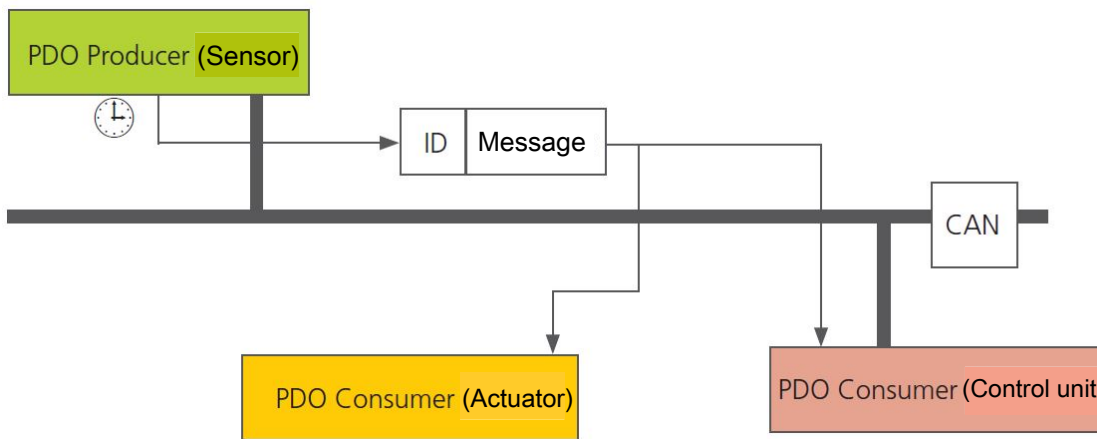 PDO Producer (Sensor)
ID Message
CAN
PDO Consumer (Actuator)
PDO Consumer (Control unit